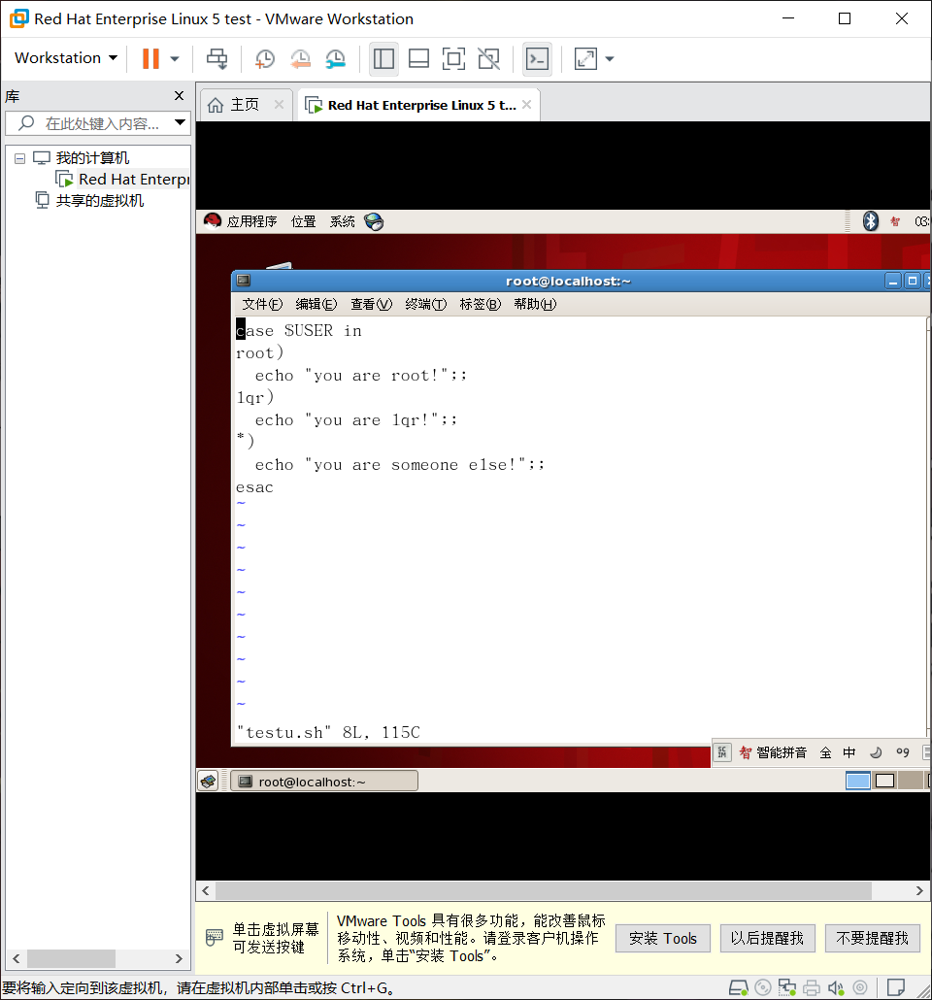 Red Hat Enterprise Linux 5 test - VMware Workstation
Workstation
库
主页
Red Hat Enterprise Linux 5 t...
在此处键入内容...
我的计算机
Red Hat Enterpr
共享的虚拟机
应用程序 位置 系统
智 03:
root@localhost:~
文件(F) 编辑(E) 查看(V) 终端(T) 标签(B) 帮助(H)
case $USER in
root)
echo "you are root!";;
lqr)
echo "you are lqr!";;
*)
echo "you are someone else!";;
esac
~
~
~
~
~
~
~
~
~
~
"testu.sh" 8L, 115C
SCIM 智 智能拼音 全 中
root@localhost:~
单击虚拟屏幕
可发送按键
VMware Tools 具有很多功能，能改善鼠标
移动性、视频和性能。请登录客户机操作
系统，单击“安装 Tools”。
安装 Tools
以后提醒我
不要提醒我
要将输入定向到该虚拟机，请在虚拟机内部单击或按 Ctrl+G。